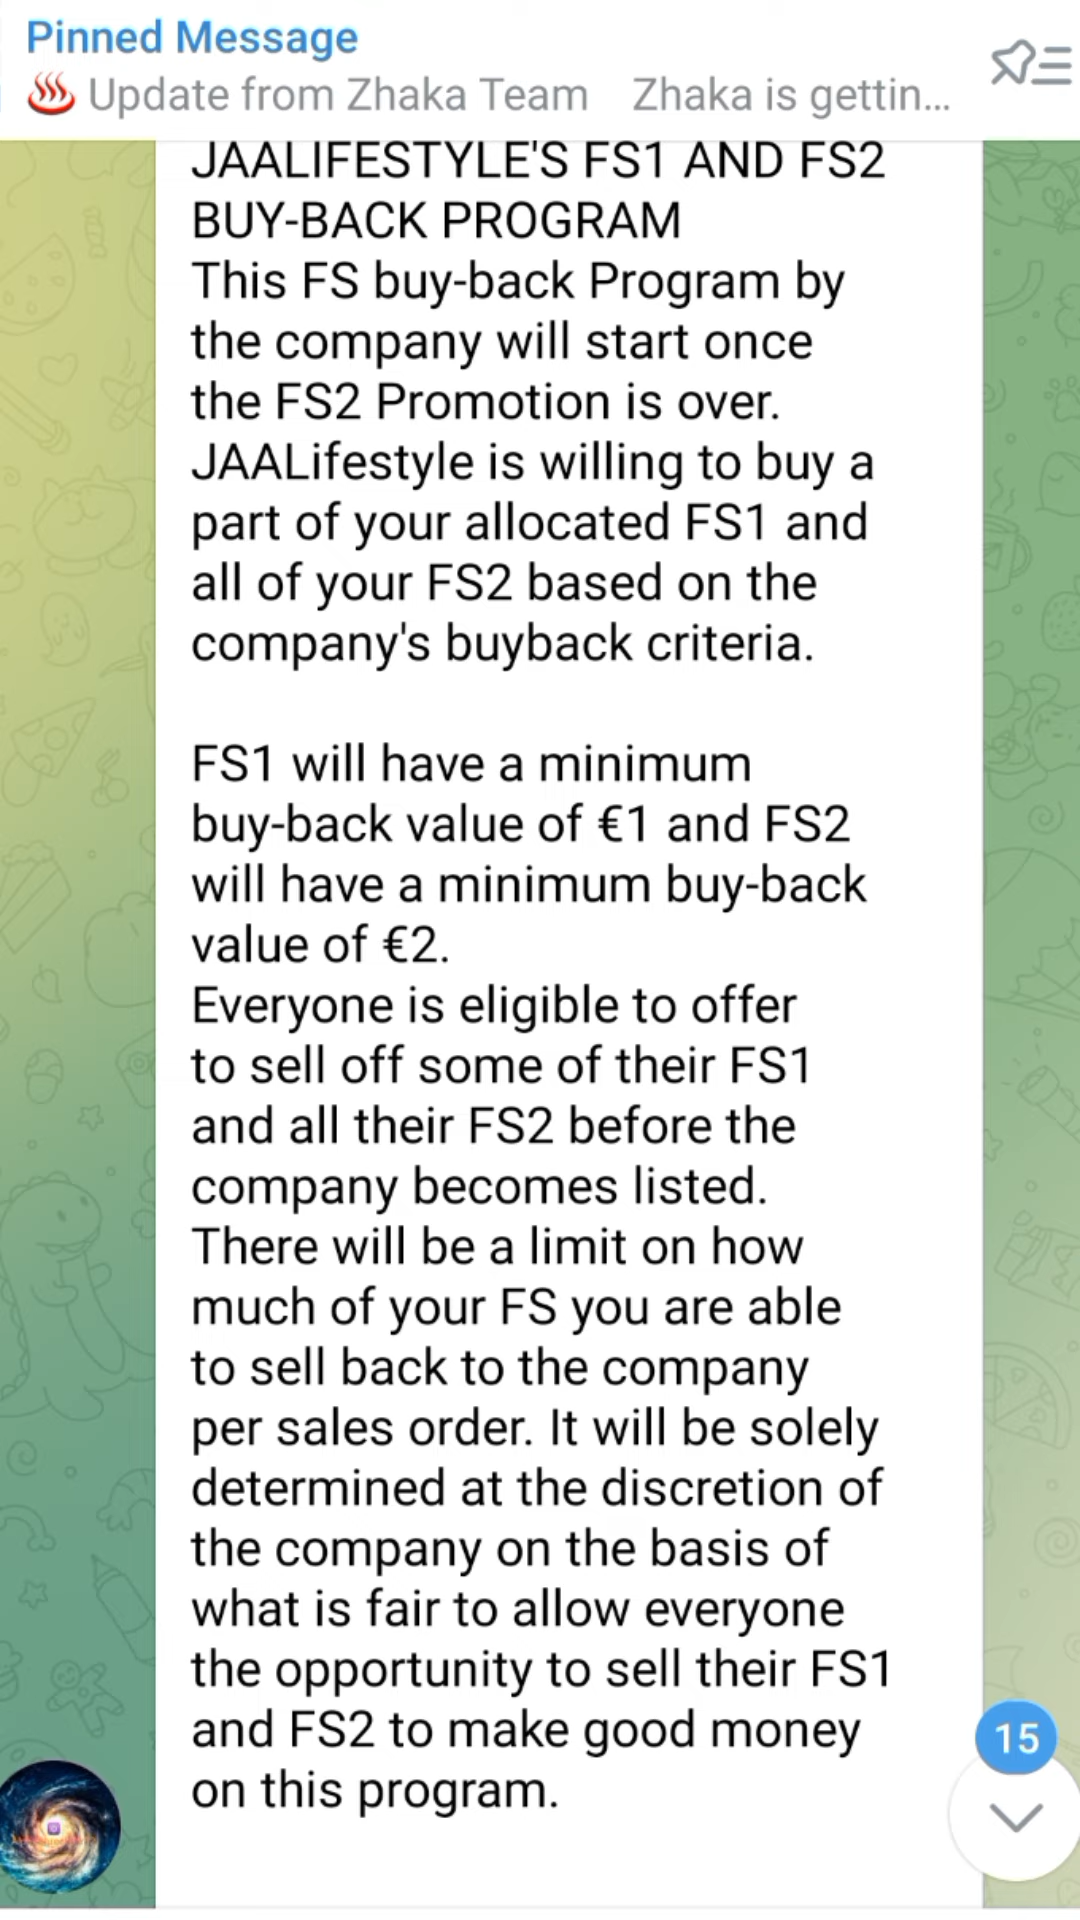 Pinned Message
♨️ Update from Zhaka Team Zhaka is gettin...
JAALIFESTYLE'S FS1 AND FS2
BUY-BACK PROGRAM
This FS buy-back Program by
the company will start once
the FS2 Promotion is over.
JAALifestyle is willing to buy a
part of your allocated FS1 and
all of your FS2 based on the
company's buyback criteria.
FS1 will have a minimum
buy-back value of €1 and FS2
will have a minimum buy-back
value of €2.
Everyone is eligible to offer
to sell off some of their FS1
and all their FS2 before the
company becomes listed.
There will be a limit on how
much of your FS you are able
to sell back to the company
per sales order. It will be solely
determined at the discretion of
the company on the basis of
what is fair to allow everyone
the opportunity to sell their FS1
and FS2 to make good money
on this program.
15